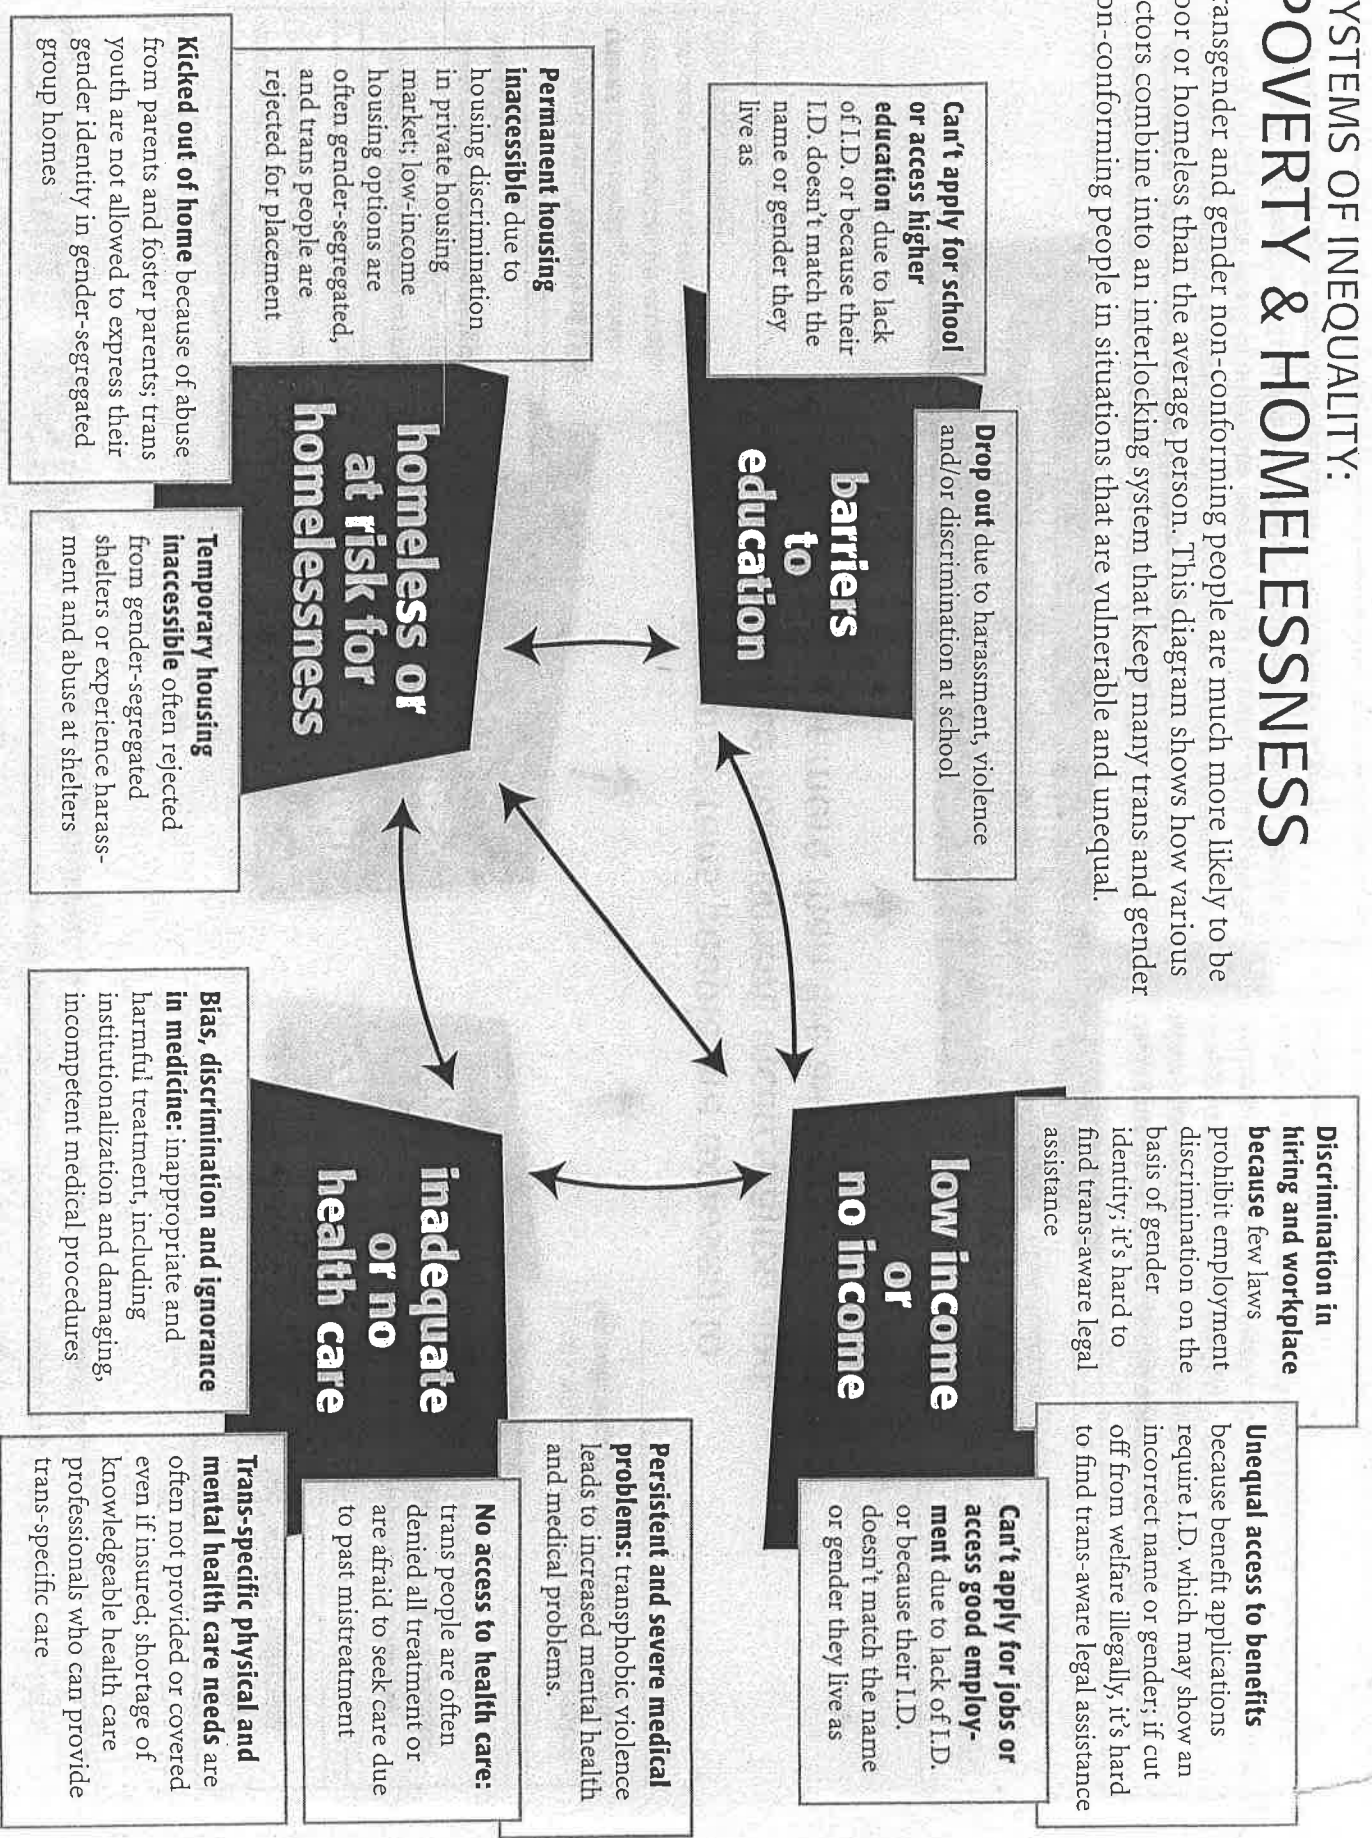 YSTEMS OF INEQUALITY:
POVERTY & HOMELESSNESS
ransgender and gender non-conforming people are much more likely to be
oor or homeless than the average person. This diagram shows how various
ctors combine into an interlocking system that keep many trans and gender
on-conforming people in situations that are vulnerable and unequal.
Drop out due to harassment, violence
and/or discrimination at school
Can't apply for school
or access higher
education due to lack
of I.D. or because their
I.D. doesn't match the
name or gender they
live as
barriers
to
education
Discrimination in
hiring and workplace
because few laws
prohibit employment
discrimination on the
basis of gender
identity; it's hard to
find trans-aware legal
assistance
Unequal access to benefits
because benefit applications
require I.D. which may show an
incorrect name or gender; if cut
off from welfare illegally, it's hard
to find trans-aware legal assistance
low income
or
no income
Can't apply for jobs or
access good employ-
ment due to lack of I.D.
or because their I.D.
doesn't match the name
or gender they live as
Permanent housing
inaccessible due to
housing discrimination
in private housing
market; low-income
housing options are
often gender-segregated,
and trans people are
rejected for placement
homeless or
at risk for
homelessness
Kicked out of home because of abuse
from parents and foster parents; trans
youth are not allowed to express their
gender identity in gender-segregated
group homes
Temporary housing
inaccessible often rejected
from gender-segregated
shelters or experience harass-
ment and abuse at shelters
inadequate
or no
health care
Persistent and severe medical
problems: transphobic violence
leads to increased mental health
and medical problems.
No access to health care:
trans people are often
denied all treatment or
are afraid to seek care due
to past mistreatment
Bias, discrimination and ignorance
in medicine: inappropriate and
harmful treatment, including
institutionalization and damaging,
incompetent medical procedures
Trans-specific physical and
mental health care needs are
often not provided or covered
even if insured; shortage of
knowledgeable health care
professionals who can provide
trans-specific care